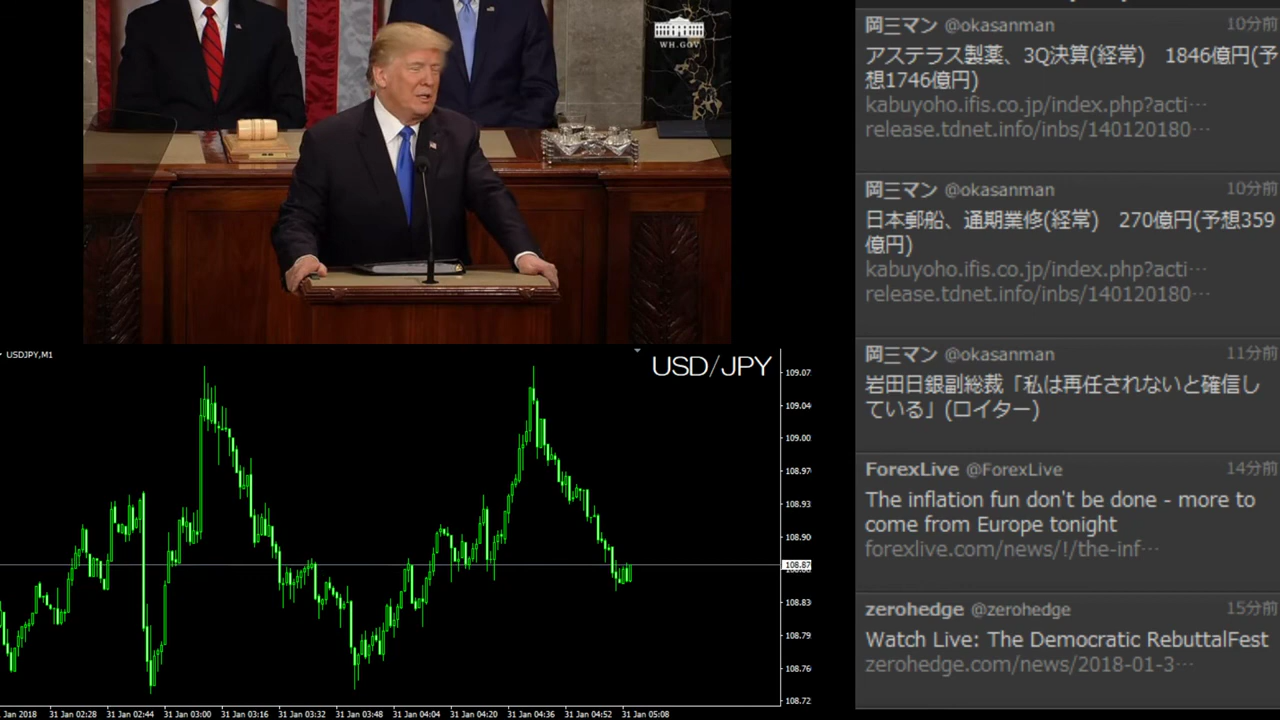 WH.GOV
USDJPY,M1
USD/JPY
109.07
109.04
109.00
108.97
108.93
108.90
108.87
108.83
108.79
108.76
108.72
Jan 2018
31 Jan 02:28
31 Jan 02:44
31 Jan 03:00
31 Jan 03:16
31 Jan 03:32
31 Jan 03:48
31 Jan 04:04
31 Jan 04:20
31 Jan 04:36
31 Jan 04:52
31 Jan 05:08
岡三マン @okasanman 10分前
アステラス製薬、3Q決算(経常) 1846億円(予
想1746億円)
kabuyoho.ifis.co.jp/index.php?acti…
release.tdnet.info/inbs/140120180…
岡三マン @okasanman 10分前
日本郵船、通期業修(経常) 270億円(予想359
億円)
kabuyoho.ifis.co.jp/index.php?acti…
release.tdnet.info/inbs/140120180…
岡三マン @okasanman 11分前
岩田日銀副総裁「私は再任されないと確信し
ている」(ロイター)
ForexLive @ForexLive 14分前
The inflation fun don't be done - more to
come from Europe tonight
forexlive.com/news/!/the-inf…
zerohedge @zerohedge 15分前
Watch Live: The Democratic RebuttalFest
zerohedge.com/news/2018-01-3…